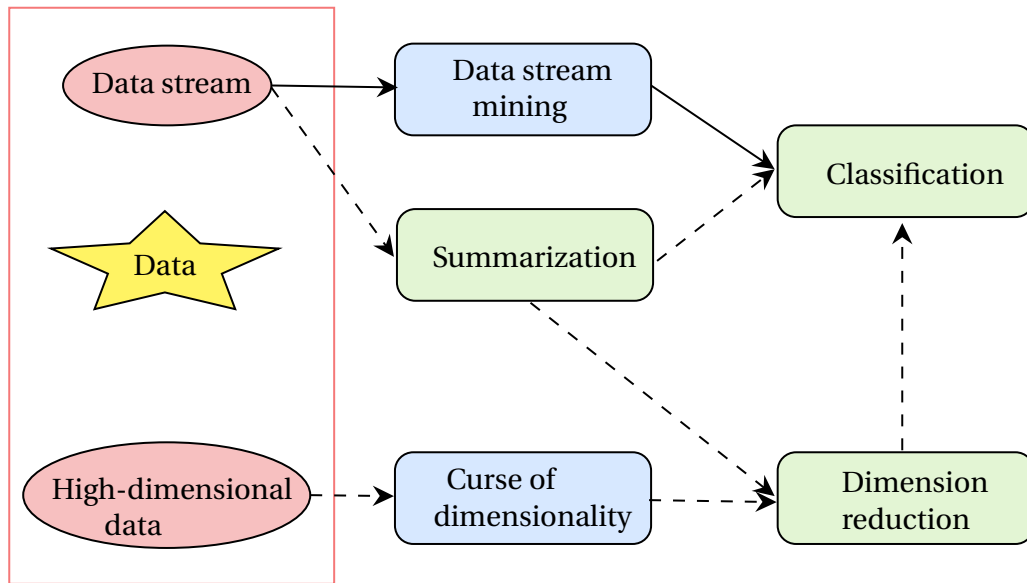 Data stream
Data stream
mining
Classification
Summarization
Data
High-dimensional
data
Curse of
dimensionality
Dimension
reduction